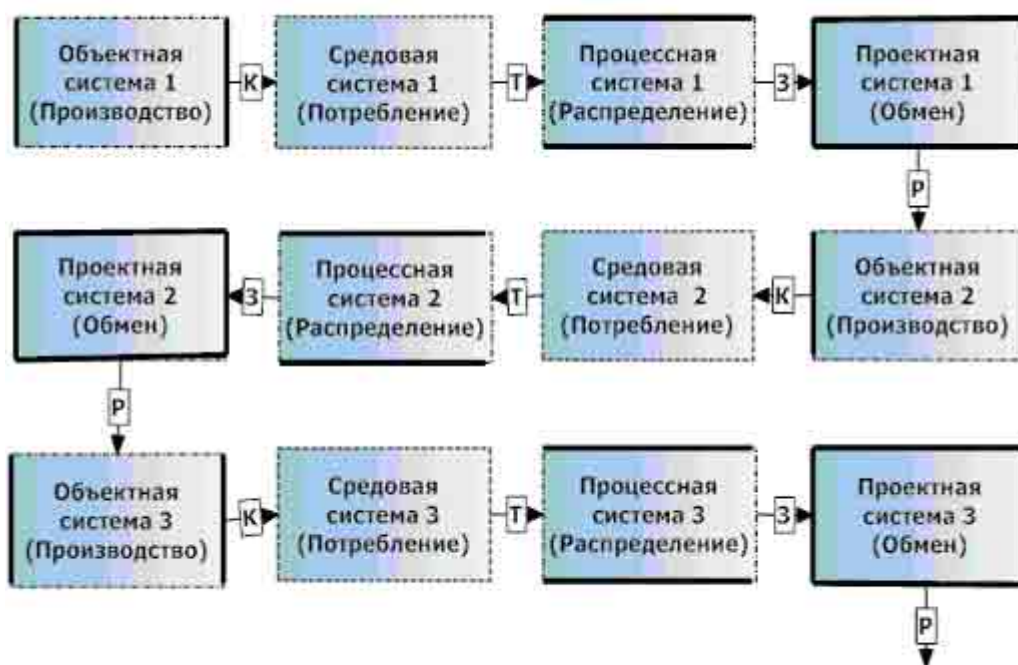 Объектная
система 1
(Производство)
К
Средовая
система 1
(Потребление)
Т
Процессная
система 1
(Распределение)
З
Проектная
система 1
(Обмен)
Р
Проектная
система 2
(Обмен)
З
Процессная
система 2
(Распределение)
Т
Средовая
система 2
(Потребление)
К
Объектная
система 2
(Производство)
Р
Объектная
система 3
(Производство)
К
Средовая
система 3
(Потребление)
Т
Процессная
система 3
(Распределение)
З
Проектная
система 3
(Обмен)
Р